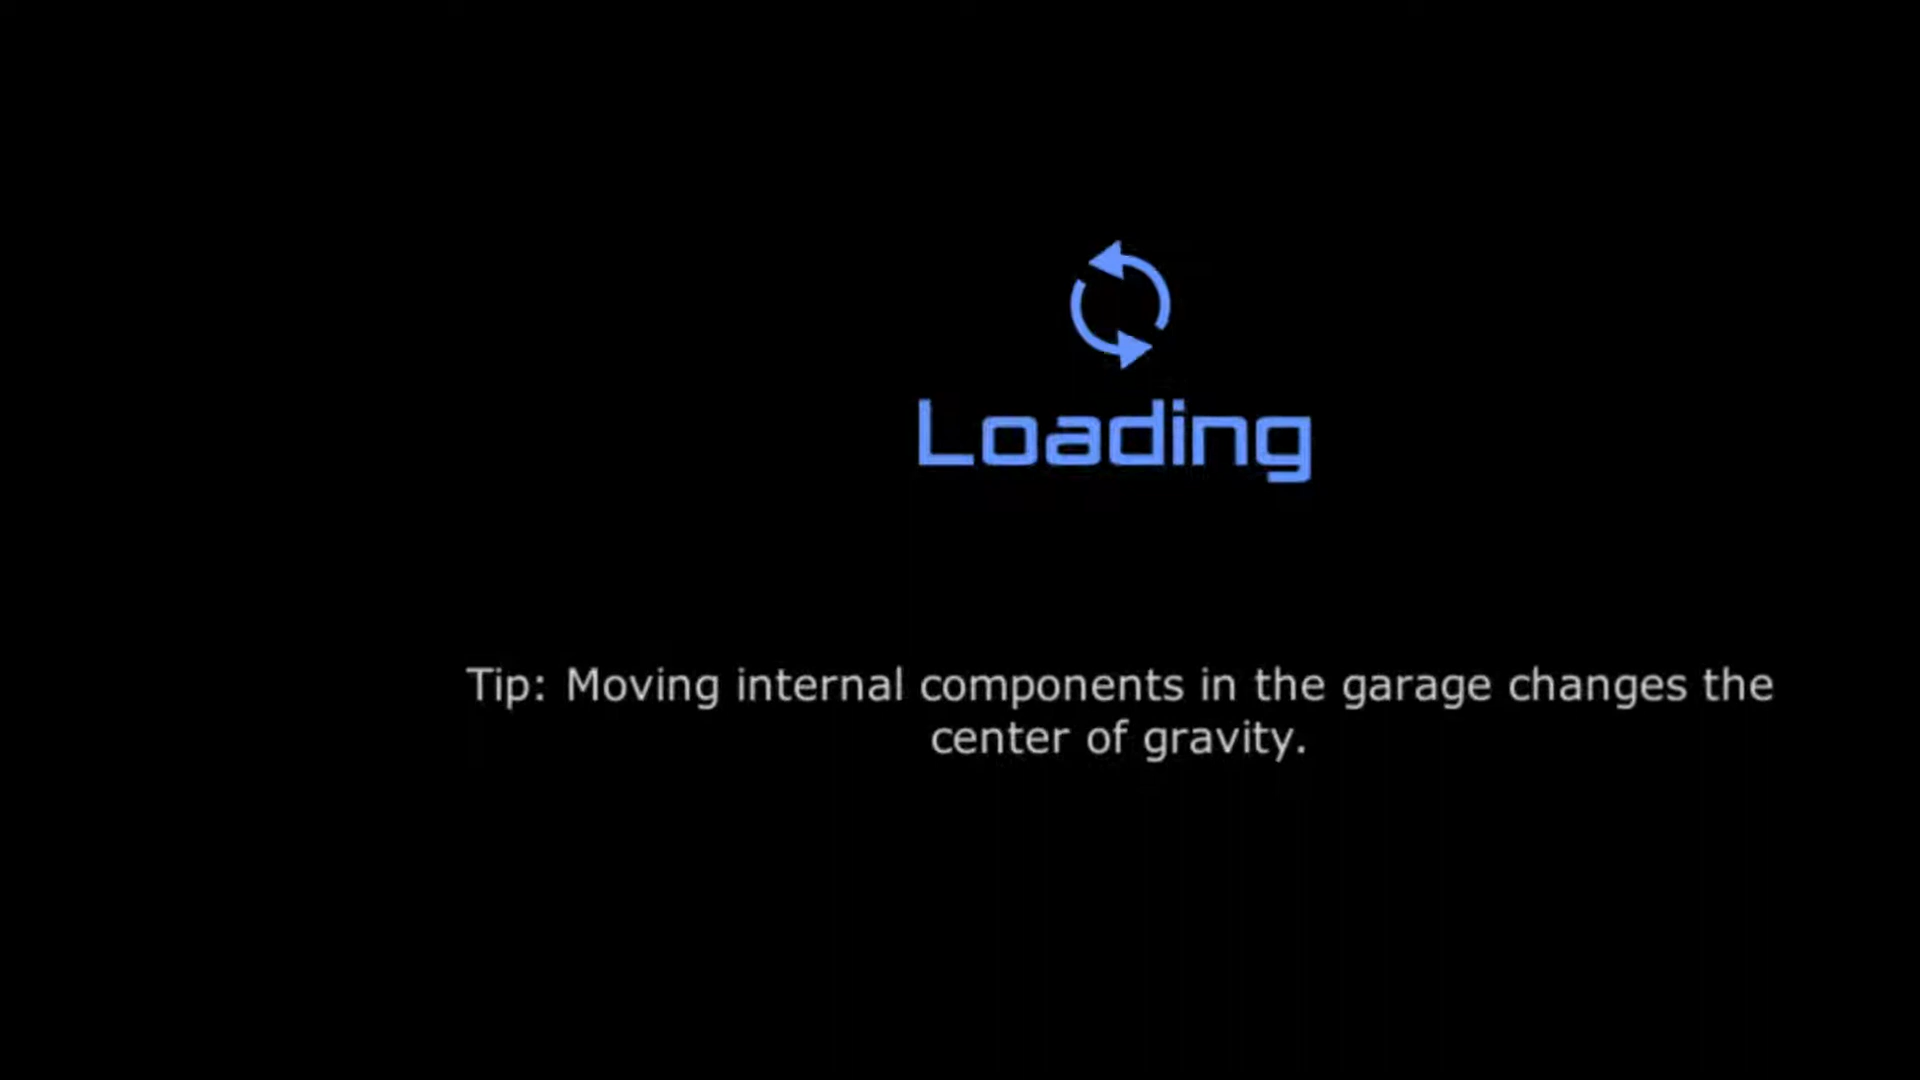 Loading
Tip: Moving internal components in the garage changes the
center of gravity.